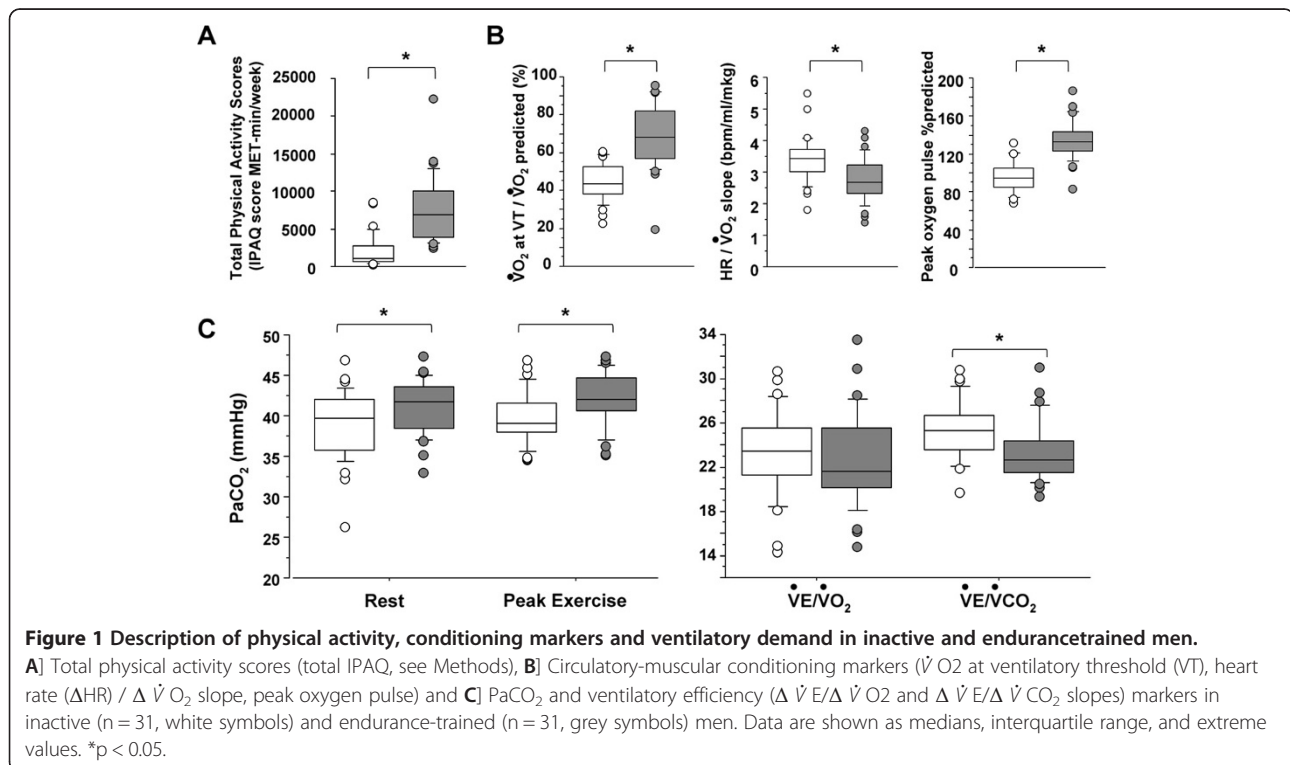 A
B
*
*
*
*
Total Physical Activity Scores
(IPAQ score MET-min/week)
25000
20000
15000
10000
5000
0
V̇O2 at VT / V̇O2 predicted (%)
100
80
60
40
20
0
HR / V̇O2 slope (bpm/ml/mkg)
6
5
5
4
4
3
3
2
2
1
1
0
Peak oxygen pulse %predicted
200
160
120
80
40
0
C
*
*
*
PaCO2 (mmHg)
50
45
40
35
30
25
20
Rest
Peak Exercise
34
30
26
22
18
14
V̇E/V̇O2
V̇E/V̇CO2
Figure 1 Description of physical activity, conditioning markers and ventilatory demand in inactive and endurancetrained men.
A] Total physical activity scores (total IPAQ, see Methods), B] Circulatory-muscular conditioning markers (V̇ O2 at ventilatory threshold (VT), heart
rate (ΔHR) / Δ V̇ O2 slope, peak oxygen pulse) and C] PaCO2 and ventilatory efficiency (Δ V̇ E/Δ V̇ O2 and Δ V̇ E/Δ V̇ CO2 slopes) markers in
inactive (n = 31, white symbols) and endurance-trained (n = 31, grey symbols) men. Data are shown as medians, interquartile range, and extreme
values. *p < 0.05.